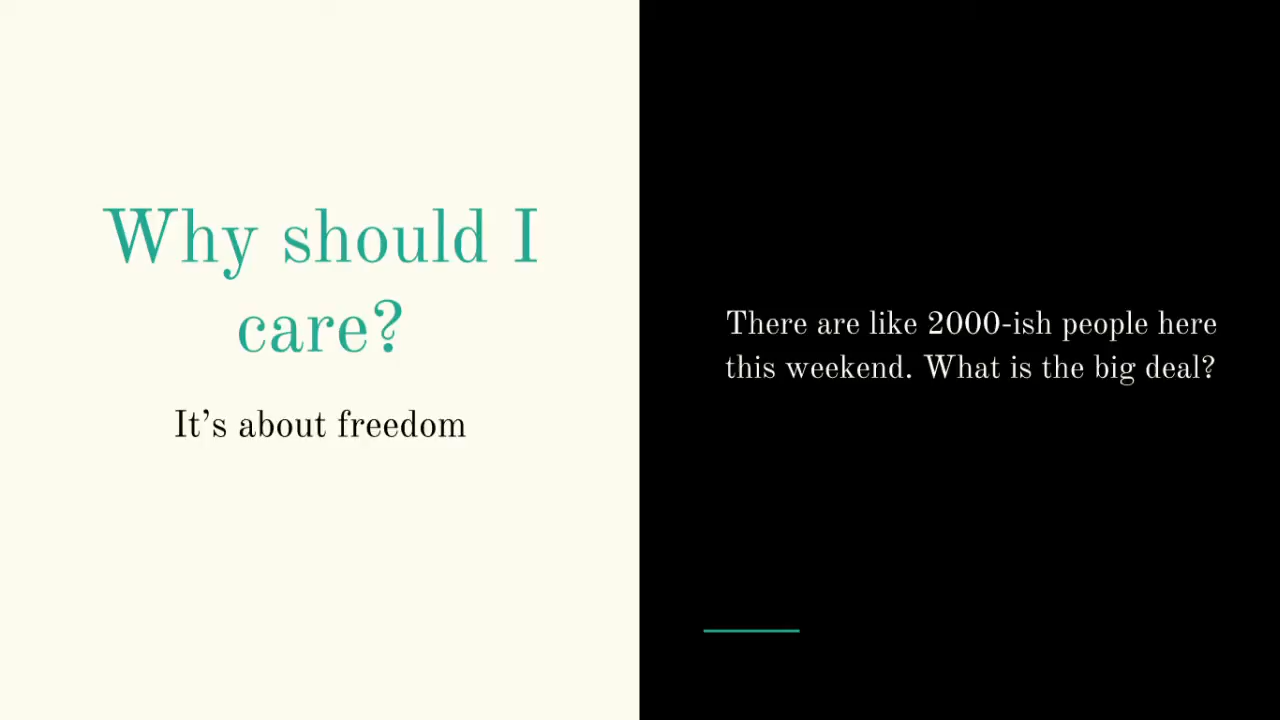 Why should I
care?
It’s about freedom
There are like 2000-ish people here
this weekend. What is the big deal?